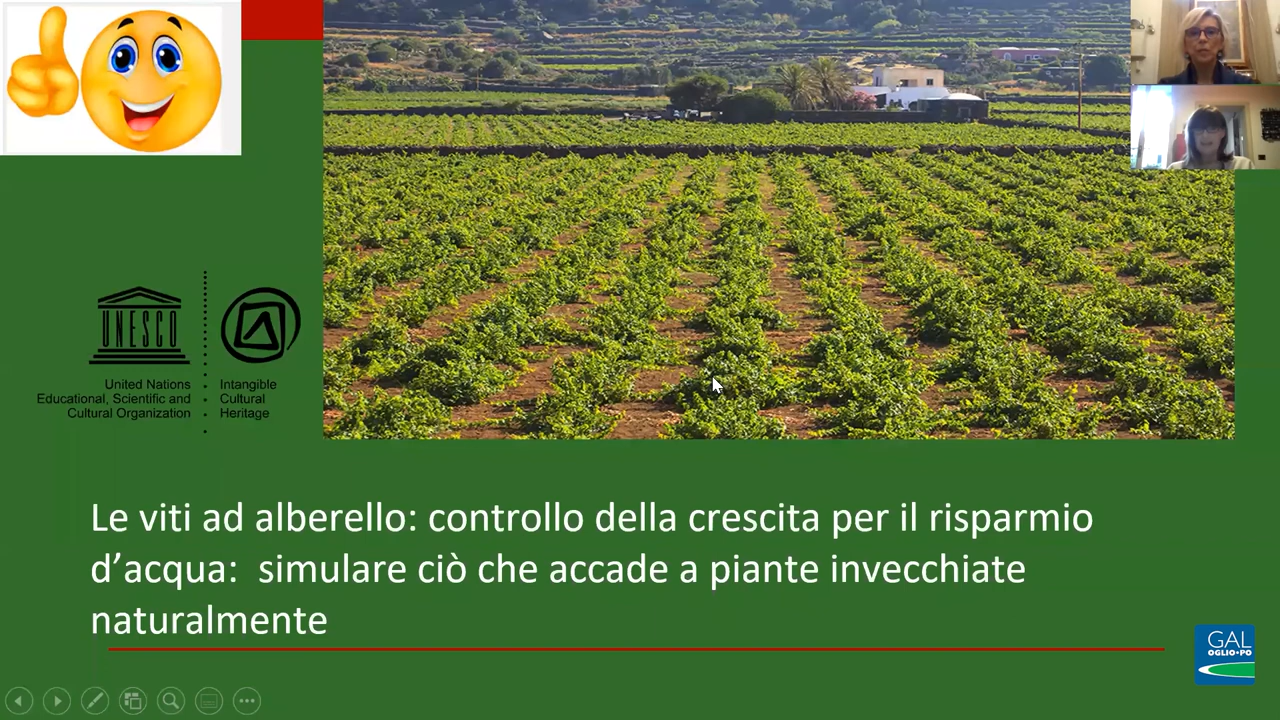 UNESCO
United Nations
Educational, Scientific and
Cultural Organization
Intangible
Cultural
Heritage
Le viti ad alberello: controllo della crescita per il risparmio
d’acqua:  simulare ciò che accade a piante invecchiate
naturalmente
GAL
OGLIO•PO